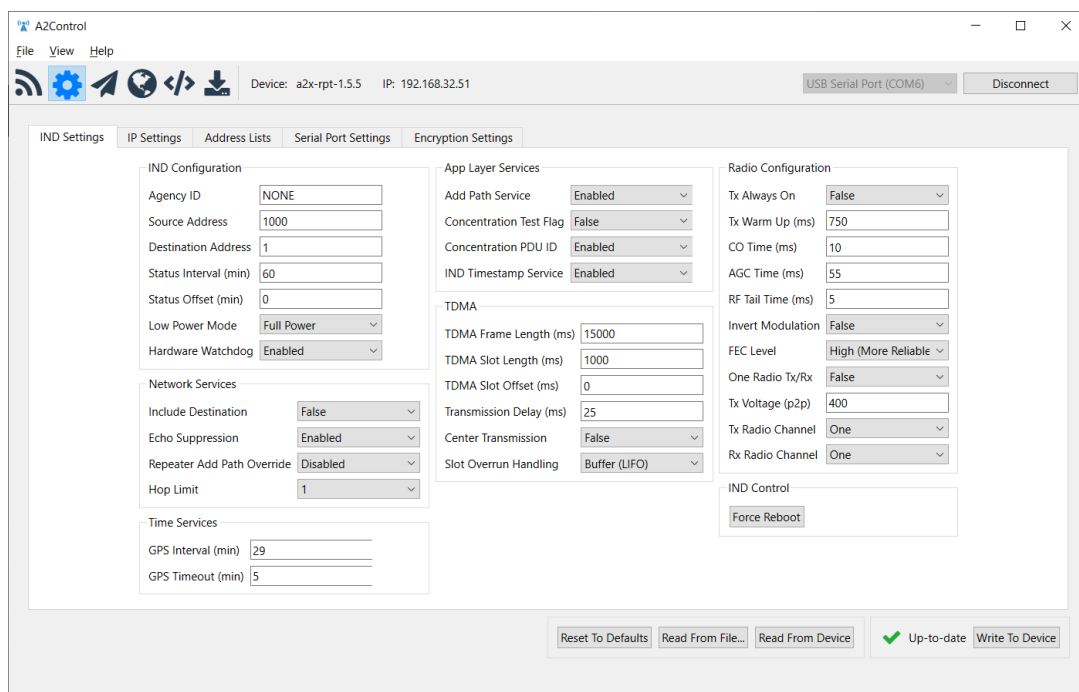 A2Control
File View Help
Device: a2x-rpt-1.5.5 IP: 192.168.32.51 USB Serial Port (COM6) Disconnect
IND Settings IP Settings Address Lists Serial Port Settings Encryption Settings
IND Configuration
Agency ID NONE
Source Address 1000
Destination Address 1
Status Interval (min) 60
Status Offset (min) 0
Low Power Mode Full Power
Hardware Watchdog Enabled
Network Services
Include Destination False
Echo Suppression Enabled
Repeater Add Path Override Disabled
Hop Limit 1
Time Services
GPS Interval (min) 29
GPS Timeout (min) 5
App Layer Services
Add Path Service Enabled
Concentration Test Flag False
Concentration PDU ID Enabled
IND Timestamp Service Enabled
TDMA
TDMA Frame Length (ms) 15000
TDMA Slot Length (ms) 1000
TDMA Slot Offset (ms) 0
Transmission Delay (ms) 25
Center Transmission False
Slot Overrun Handling Buffer (LIFO)
Radio Configuration
Tx Always On False
Tx Warm Up (ms) 750
CO Time (ms) 10
AGC Time (ms) 55
RF Tail Time (ms) 5
Invert Modulation False
FEC Level High (More Reliable
One Radio Tx/Rx False
Tx Voltage (p2p) 400
Tx Radio Channel One
Rx Radio Channel One
IND Control
Force Reboot
Reset To Defaults Read From File... Read From Device Up-to-date Write To Device